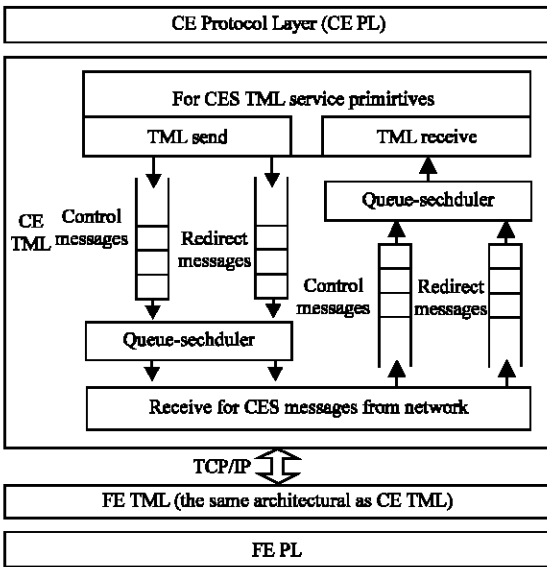 CE Protocol Layer (CE PL)
For CES TML service primirtives
TML send
TML receive
CE
TML
Control
messages
Redirect
messages
Queue-sechduler
Control
messages
Redirect
messages
Queue-sechduler
Receive for CES messages from network
TCP/IP
FE TML (the same architectural as CE TML)
FE PL